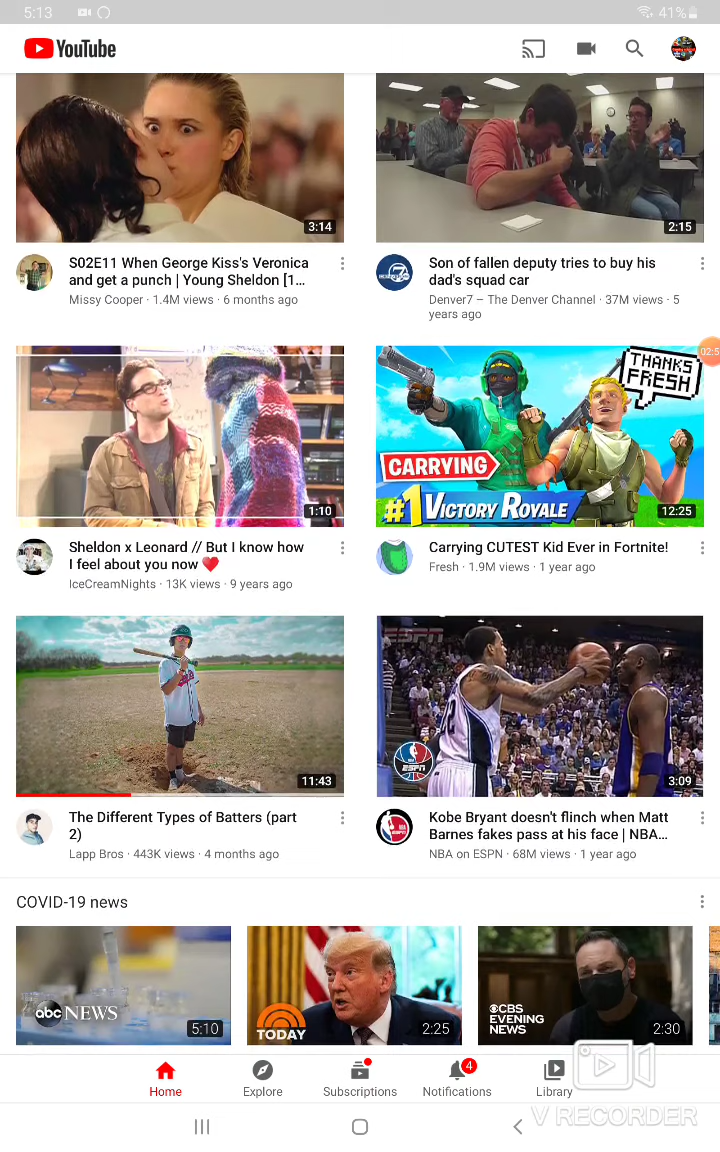 5:13
41%
YouTube
3:14
2:15
S02E11 When George Kiss's Veronica
and get a punch | Young Sheldon [1...
Missy Cooper · 1.4M views · 6 months ago
Son of fallen deputy tries to buy his
dad's squad car
Denver7 – The Denver Channel · 37M views · 5
years ago
02:5
THANKS
FRESH
CARRYING
#1 VICTORY ROYALE
1:10
12:25
Sheldon x Leonard // But I know how
I feel about you now ❤️
IceCreamNights · 13K views · 9 years ago
Carrying CUTEST Kid Ever in Fortnite!
Fresh · 1.9M views · 1 year ago
ESPN
NBA
ESPN
11:43
3:09
The Different Types of Batters (part
2)
Lapp Bros · 443K views · 4 months ago
Kobe Bryant doesn't flinch when Matt
Barnes fakes pass at his face | NBA...
NBA on ESPN · 68M views · 1 year ago
COVID-19 news
abc NEWS
5:10
TODAY
2:25
CBS
EVENING
NEWS
2:30
Home
Explore
Subscriptions
4
Notifications
Library
V RECORDER